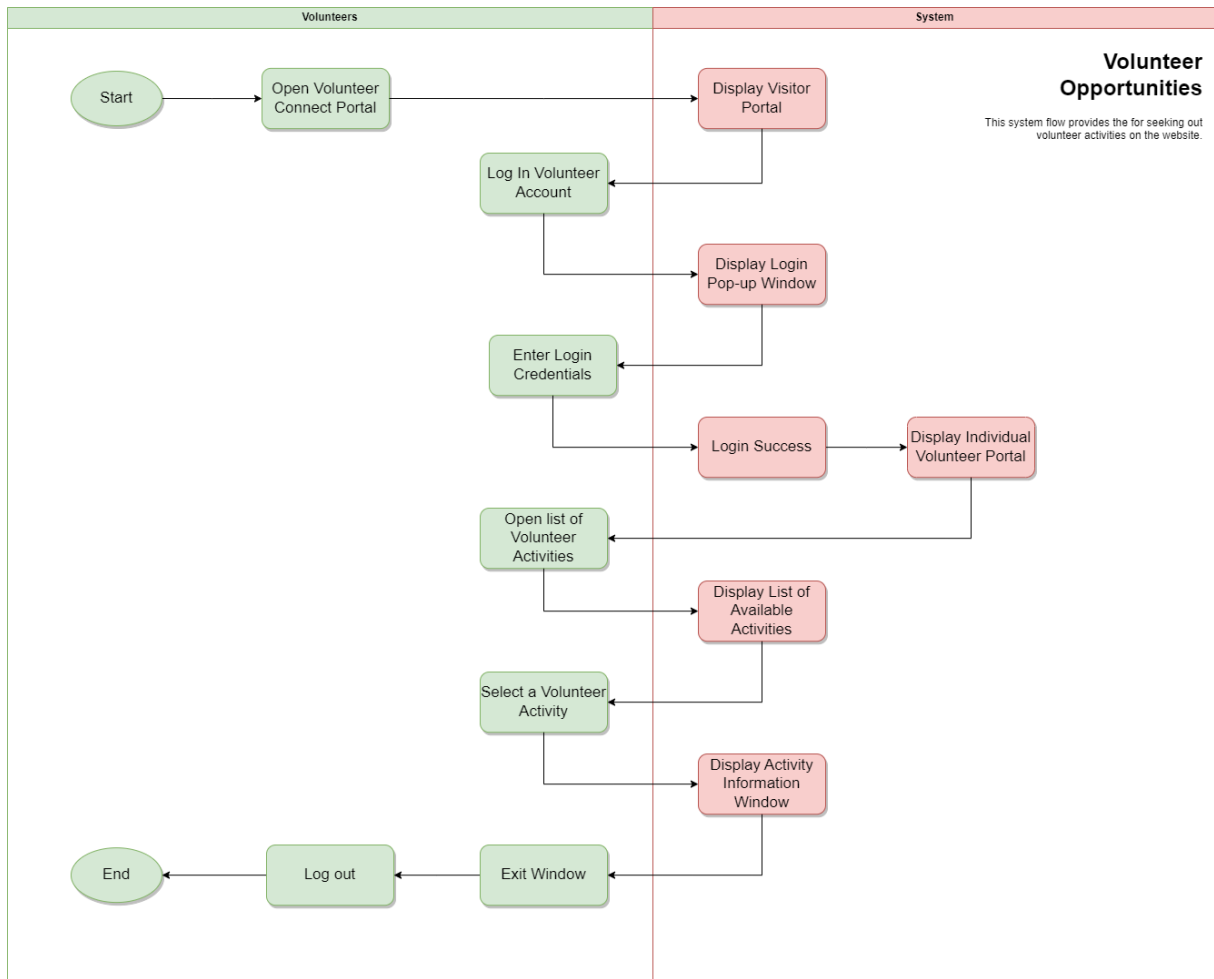 Volunteers
System
Volunteer
Opportunities
This system flow provides the for seeking out
volunteer activities on the website.
Start
Open Volunteer
Connect Portal
Display Visitor
Portal
Log In Volunteer
Account
Display Login
Pop-up Window
Enter Login
Credentials
Login Success
Display Individual
Volunteer Portal
Open list of
Volunteer
Activities
Display List of
Available
Activities
Select a Volunteer
Activity
Display Activity
Information
Window
Exit Window
Log out
End